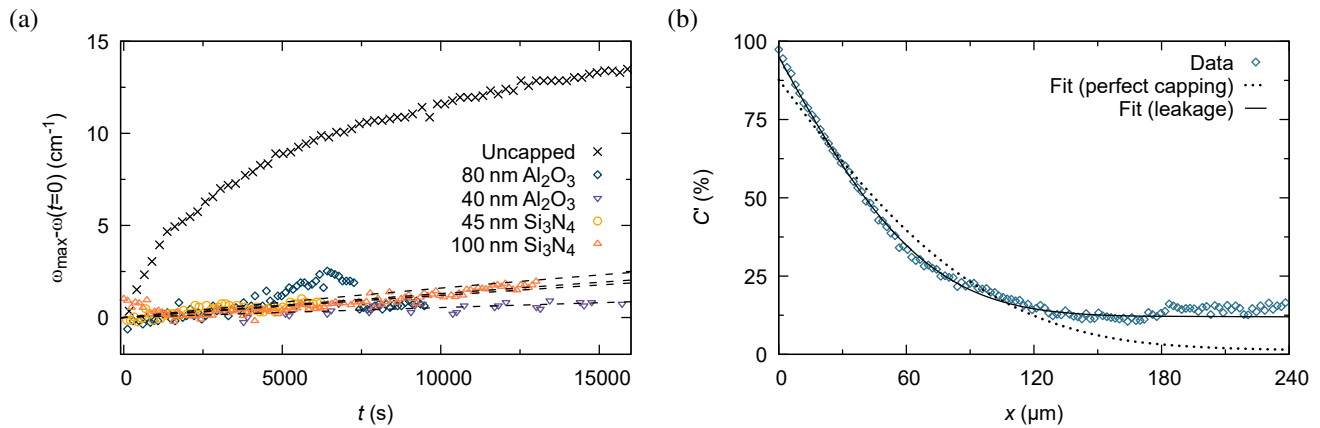 (a)
15
10
5
0
0
5000
10000
15000
ω_max-ω(t=0) (cm⁻¹)
t (s)
Uncapped
80 nm Al₂O₃
40 nm Al₂O₃
45 nm Si₃N₄
100 nm Si₃N₄
(b)
100
75
50
25
0
0
60
120
180
240
C' (%)
x (μm)
Data
Fit (perfect capping)
Fit (leakage)